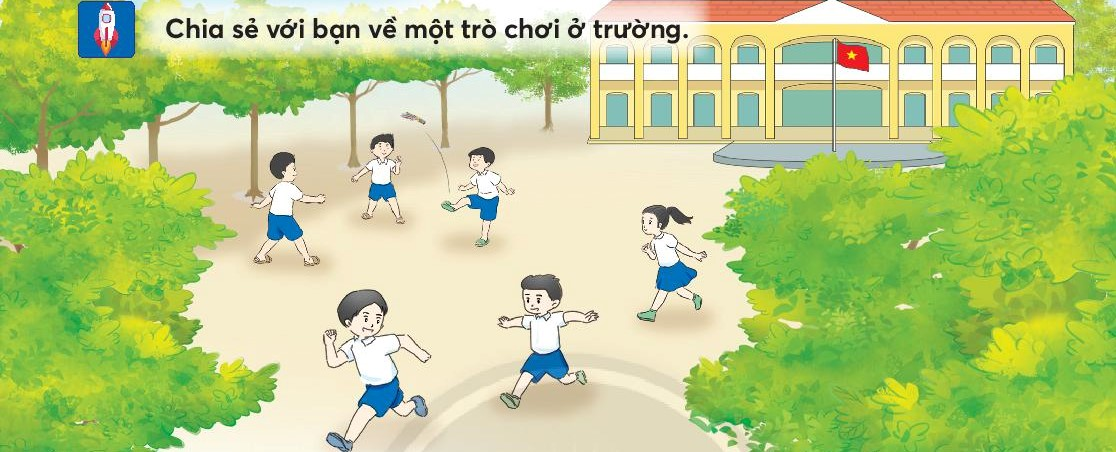 Chia sẻ với bạn về một trò chơi ở trường.